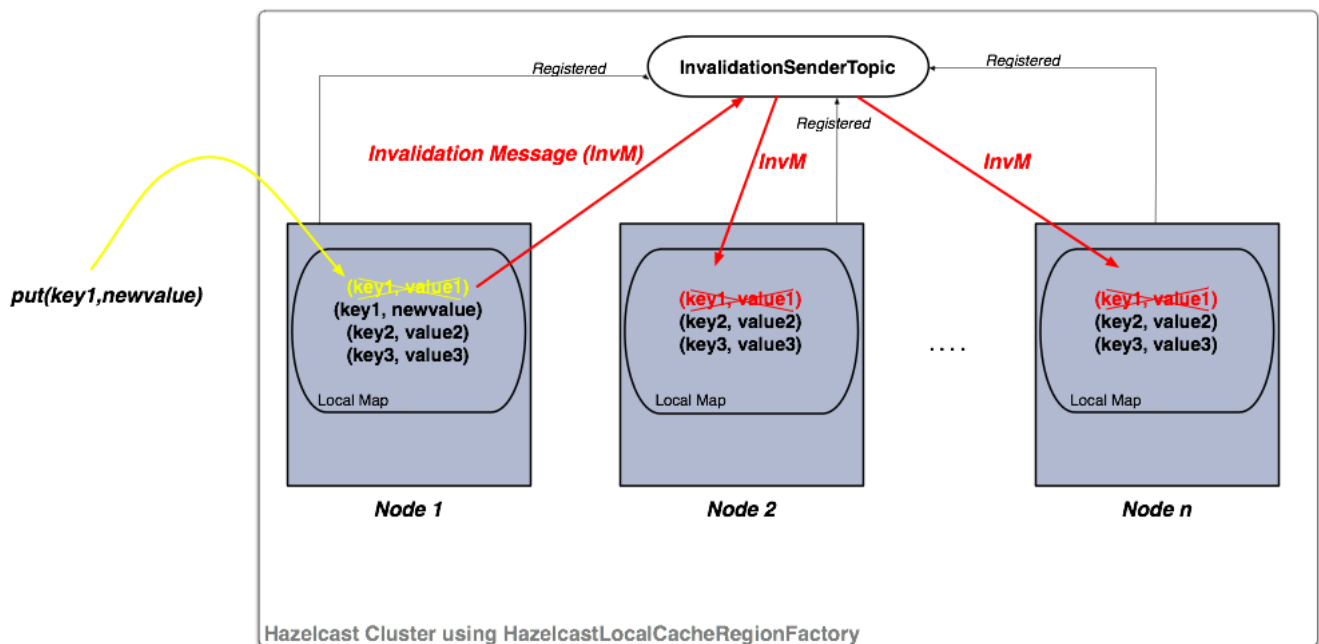 InvalidationSenderTopic
Registered
Registered
Registered
Invalidation Message (InvM)
InvM
InvM
put(key1,newvalue)
(key1, value1)
(key1, newvalue)
(key2, value2)
(key3, value3)
Local Map
Node 1
(key1, value1)
(key2, value2)
(key3, value3)
Local Map
Node 2
. . . .
(key1, value1)
(key2, value2)
(key3, value3)
Local Map
Node n
Hazelcast Cluster using HazelcastLocalCacheRegionFactory